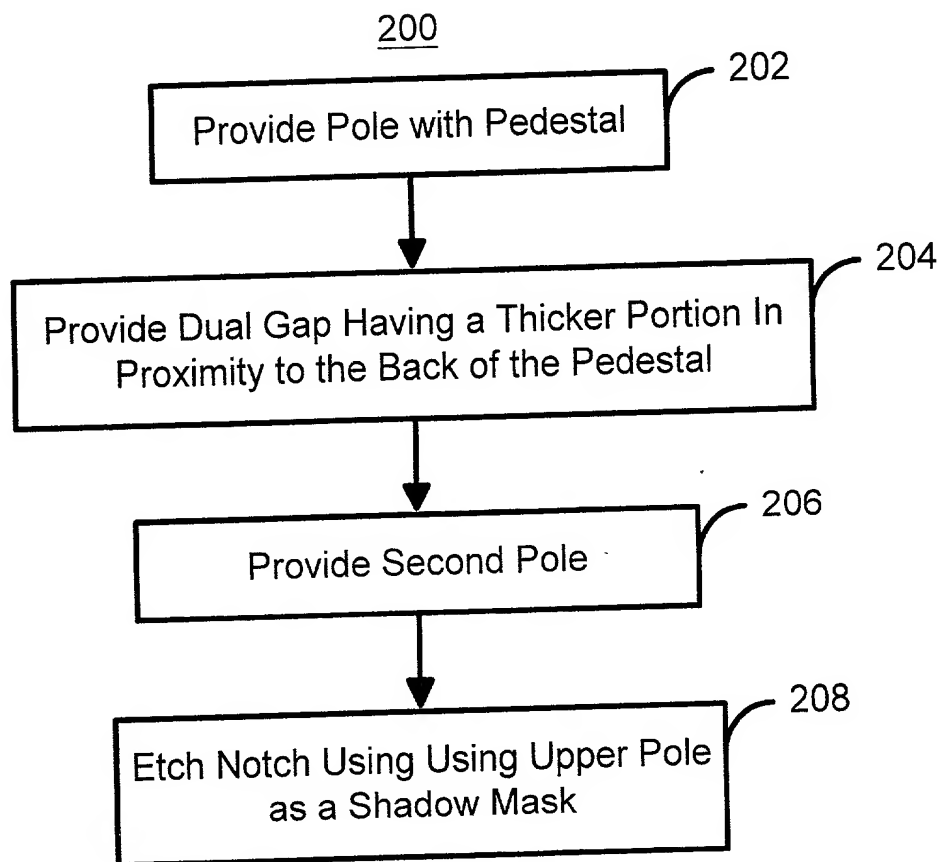 200
202
Provide Pole with Pedestal
204
Provide Dual Gap Having a Thicker Portion In
Proximity to the Back of the Pedestal
206
Provide Second Pole
208
Etch Notch Using Using Upper Pole
as a Shadow Mask